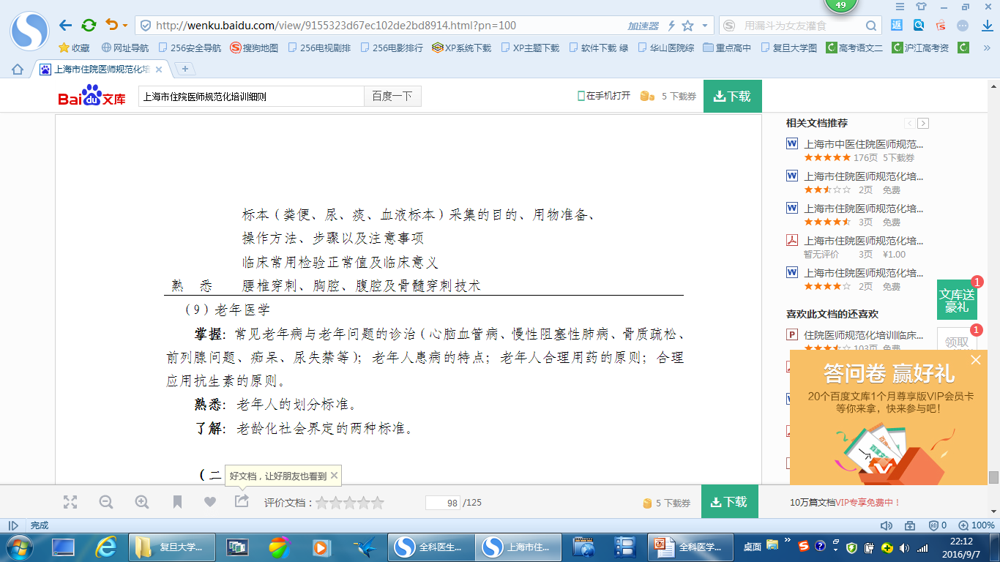 49
http://wenku.baidu.com/view/9155323d67ec102de2bd8914.html?pn=100
加速器
用漏斗为女友灌食
返
收藏 网址导航 256安全导航 搜狗地图 256电视剧排 256电影排行 XP系统下载 XP主题下载 软件下载 绿 华山医院综 重点高中 复旦大学图 高考语文二 沪江高考资
上海市住院医师规范化培
Bai du 文库
上海市住院医师规范化培训细则
百度一下
在手机打开
5 下载券
下载
标本（粪便、尿、痰、血液标本）采集的目的、用物准备、
操作方法、步骤以及注意事项
临床常用检验正常值及临床意义
熟 悉 腰椎穿刺、胸腔、腹腔及骨髓穿刺技术
（9）老年医学
掌握：常见老年病与老年问题的诊治（心脑血管病、慢性阻塞性肺病、骨质疏松、
前列腺问题、痴呆、尿失禁等）；老年人患病的特点；老年人合理用药的原则；合理
应用抗生素的原则。
熟悉：老年人的划分标准。
了解：老龄化社会界定的两种标准。
（二
好文档，让好朋友也看到
相关文档推荐
上海市中医住院医师规范...
176页 5下载券
上海市住院医师规范化培...
2页 免费
上海市住院医师规范化培...
3页 免费
上海市住院医师规范化培...
暂无评价 3页 ¥1.00
上海市住院医师规范化培...
2页 免费
喜欢此文档的还喜欢
住院医师规范化培训临床...
103页 免费
1
文库送
豪礼
1
领取
答问卷 赢好礼
20个百度文库1个月尊享版VIP会员卡
等你来拿，快来参与吧！
评价文档：
98 /125
5 下载券
下载
10万篇文档VIP专享免费中！
完成
0
100%
复旦大学...
全科医生...
上海市住...
全科医学...
桌面
22:12
2016/9/7